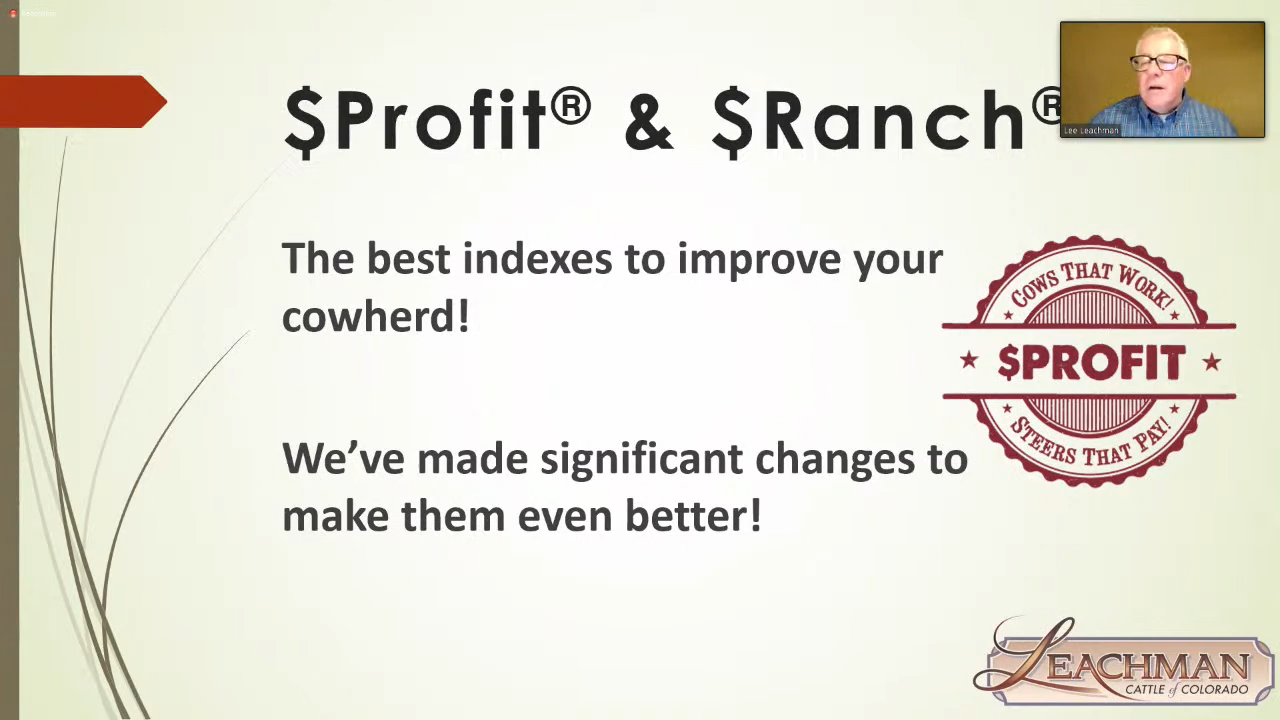 $Profit® & $Ranch®
Lee Leachman
The best indexes to improve your
cowherd!
COWS THAT WORK!
$PROFIT
STEERS THAT PAY!
We've made significant changes to
make them even better!
LEACHMAN
CATTLE of COLORADO